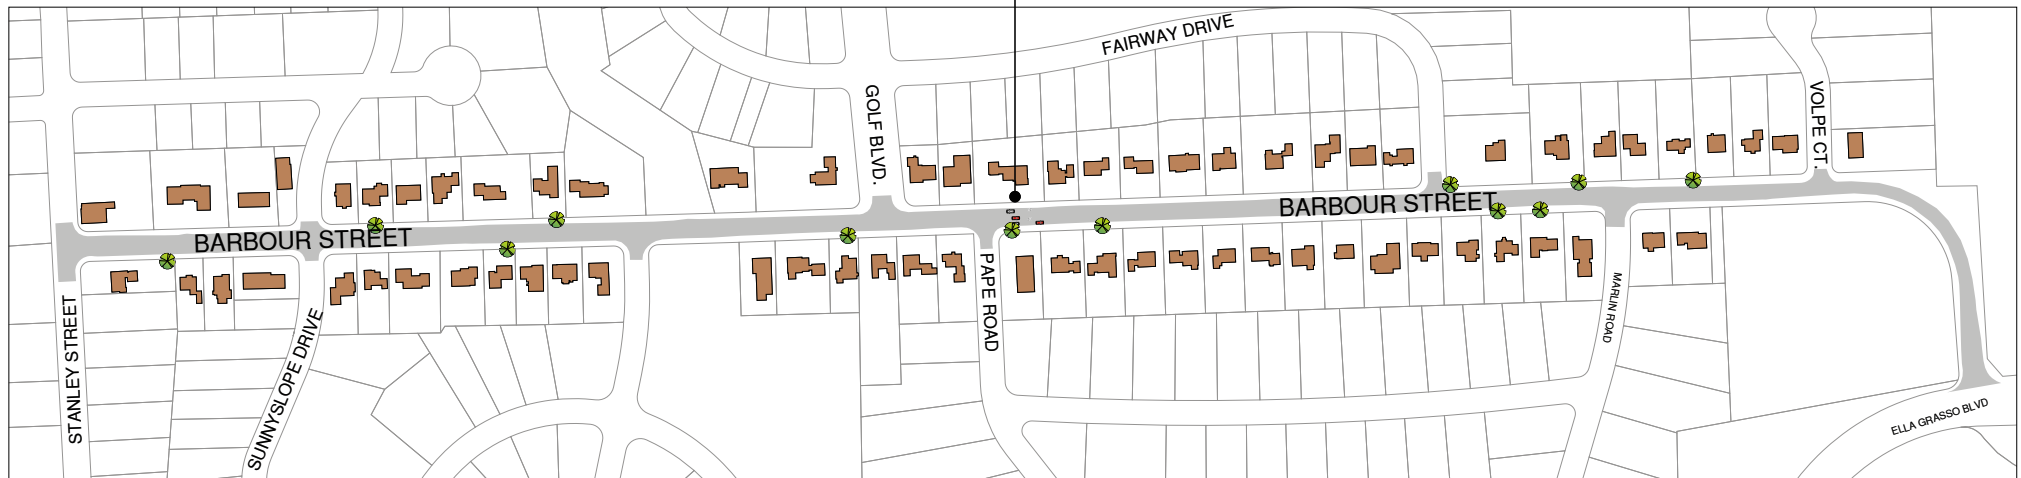 FAIRWAY DRIVE
GOLF BLVD.
VOLPE CT.
BARBOUR STREET
BARBOUR STREET
STANLEY STREET
SUNNYSLOPE DRIVE
PAPE ROAD
MARLIN ROAD
ELLA GRASSO BLVD